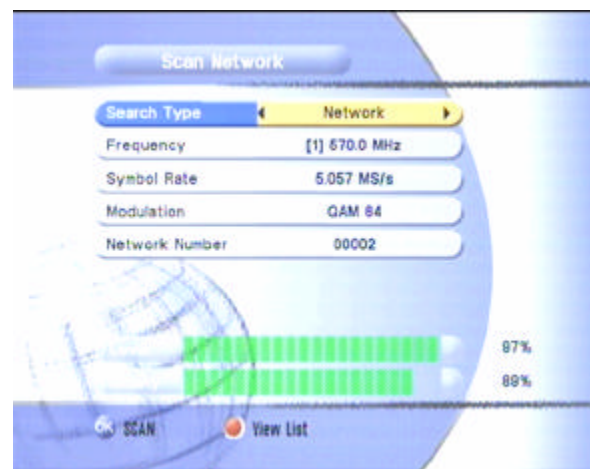 Scan Network
Search Type Network
Frequency [1] 570.0 MHz
Symbol Rate 5.057 MS/s
Modulation QAM 64
Network Number 00002
97%
89%
OK SCAN View List